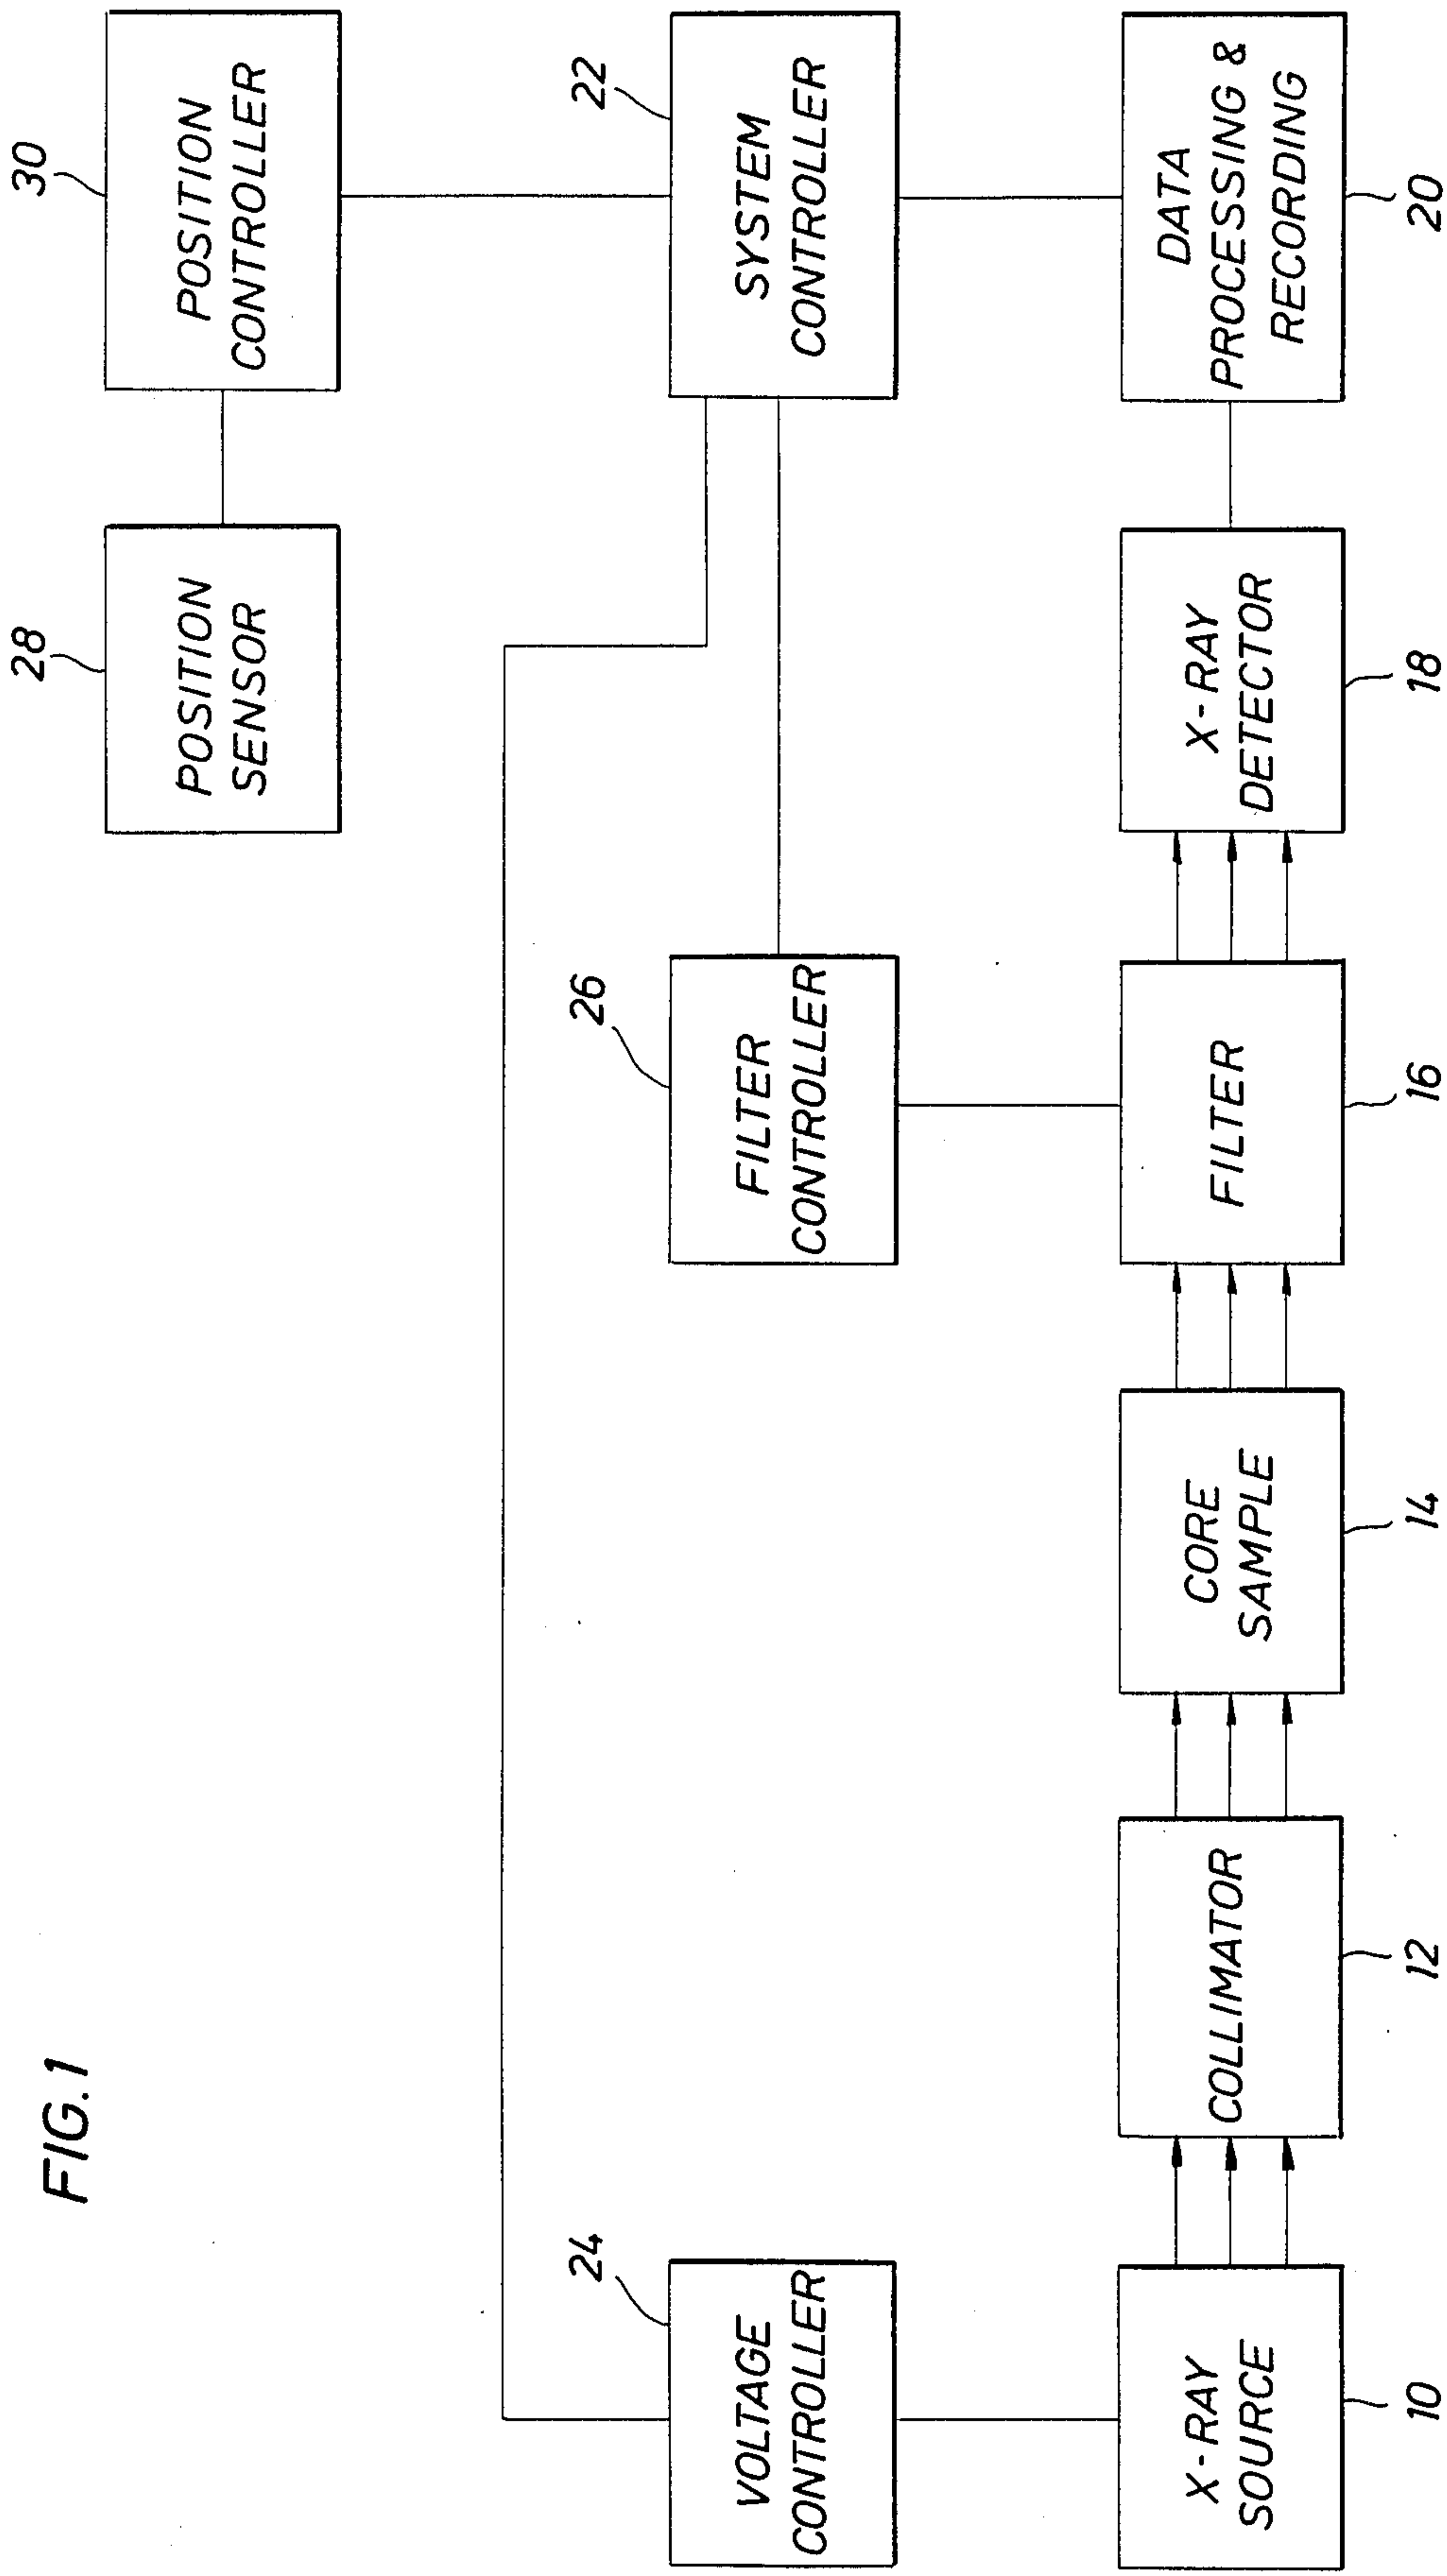 FIG.1
28
POSITION
SENSOR
30
POSITION
CONTROLLER
24
VOLTAGE
CONTROLLER
26
FILTER
CONTROLLER
22
SYSTEM
CONTROLLER
X-RAY
SOURCE
10
COLLIMATOR
12
CORE
SAMPLE
14
FILTER
16
X-RAY
DETECTOR
18
DATA
PROCESSING &
RECORDING
20